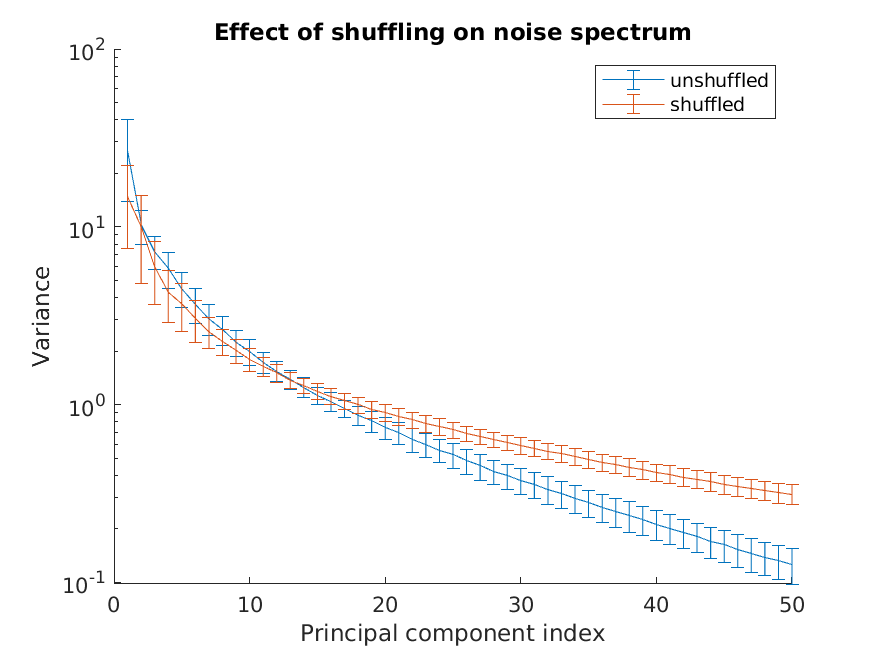 Effect of shuffling on noise spectrum
unshuffled
shuffled
Variance
10^2
10^1
10^0
10^-1
0 10 20 30 40 50
Principal component index